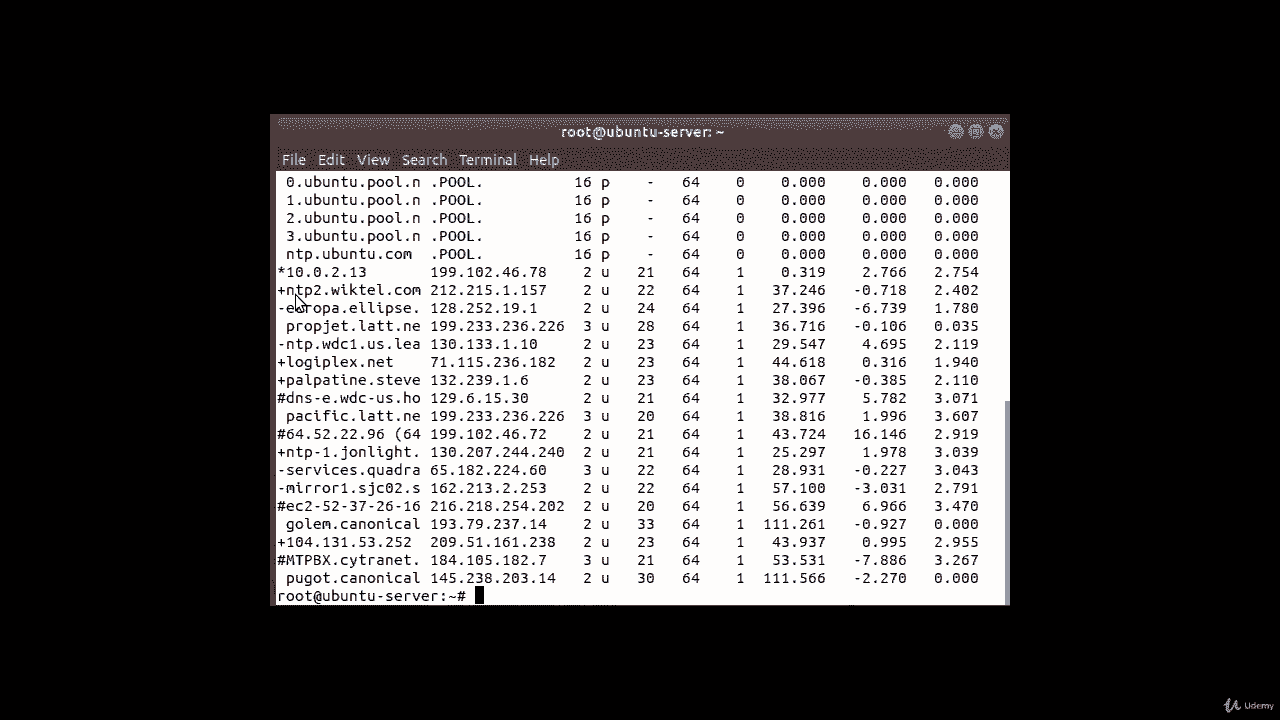 root@ubuntu-server: ~
File Edit View Search Terminal Help
0.ubuntu.pool.n .POOL. 16 p - 64 0 0.000 0.000 0.000
1.ubuntu.pool.n .POOL. 16 p - 64 0 0.000 0.000 0.000
2.ubuntu.pool.n .POOL. 16 p - 64 0 0.000 0.000 0.000
3.ubuntu.pool.n .POOL. 16 p - 64 0 0.000 0.000 0.000
ntp.ubuntu.com .POOL. 16 p - 64 0 0.000 0.000 0.000
*10.0.2.13 199.102.46.78 2 u 21 64 1 0.319 2.766 2.754
+ntp2.wiktel.com 212.215.1.157 2 u 22 64 1 37.246 -0.718 2.402
-europa.ellipse. 128.252.19.1 2 u 24 64 1 27.396 -6.739 1.780
propjet.latt.ne 199.233.236.226 3 u 28 64 1 36.716 -0.106 0.035
-ntp.wdc1.us.lea 130.133.1.10 2 u 23 64 1 29.547 4.695 2.119
+logiplex.net 71.115.236.182 2 u 23 64 1 44.618 0.316 1.940
+palpatine.steve 132.239.1.6 2 u 23 64 1 38.067 -0.385 2.110
#dns-e.wdc-us.ho 129.6.15.30 2 u 21 64 1 32.977 5.782 3.071
pacific.latt.ne 199.233.236.226 3 u 20 64 1 38.816 1.996 3.607
#64.52.22.96 (64 199.102.46.72 2 u 21 64 1 43.724 16.146 2.919
+ntp-1.jonlight. 130.207.244.240 2 u 21 64 1 25.297 1.978 3.039
-services.quadra 65.182.224.60 3 u 22 64 1 28.931 -0.227 3.043
-mirror1.sjc02.s 162.213.2.253 2 u 22 64 1 57.100 -3.031 2.791
#ec2-52-37-26-16 216.218.254.202 2 u 20 64 1 56.639 6.966 3.470
golem.canonical 193.79.237.14 2 u 33 64 1 111.261 -0.927 0.000
+104.131.53.252 209.51.161.238 2 u 23 64 1 43.937 0.995 2.955
#MTPBX.cytranet. 184.105.182.7 3 u 21 64 1 53.531 -7.886 3.267
pugot.canonical 145.238.203.14 2 u 30 64 1 111.566 -2.270 0.000
root@ubuntu-server:~#
Udemy